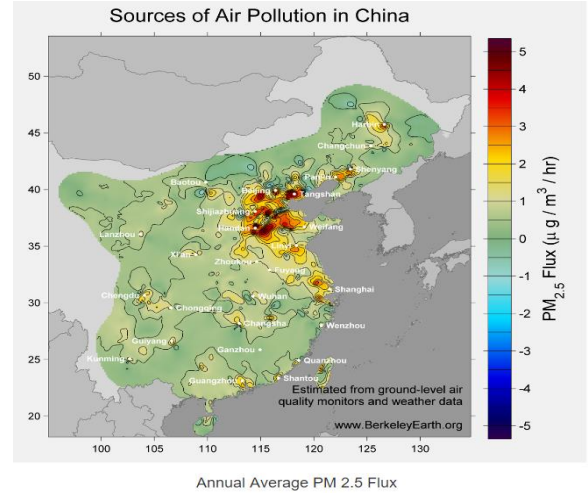 Sources of Air Pollution in China
50
45
40
35
30
25
20
100
105
110
115
120
125
130
Harbin
Changchun
Shenyang
Panjin
Baotou
Beijing
Tangshan
Shijiazhuang
Handan
Weifang
Lanzhou
Xi'an
Zhoukou
Fuyang
Shanghai
Chengdu
Wuhan
Chongqing
Changsha
Wenzhou
Guiyang
Ganzhou
Quanzhou
Kunming
Guangzhou
Shantou
Estimated from ground-level air
quality monitors and weather data
www.BerkeleyEarth.org
5
4
3
2
1
0
-1
-2
-3
-4
-5
PM2.5 Flux (μ g / m3 / hr)
Annual Average PM 2.5 Flux